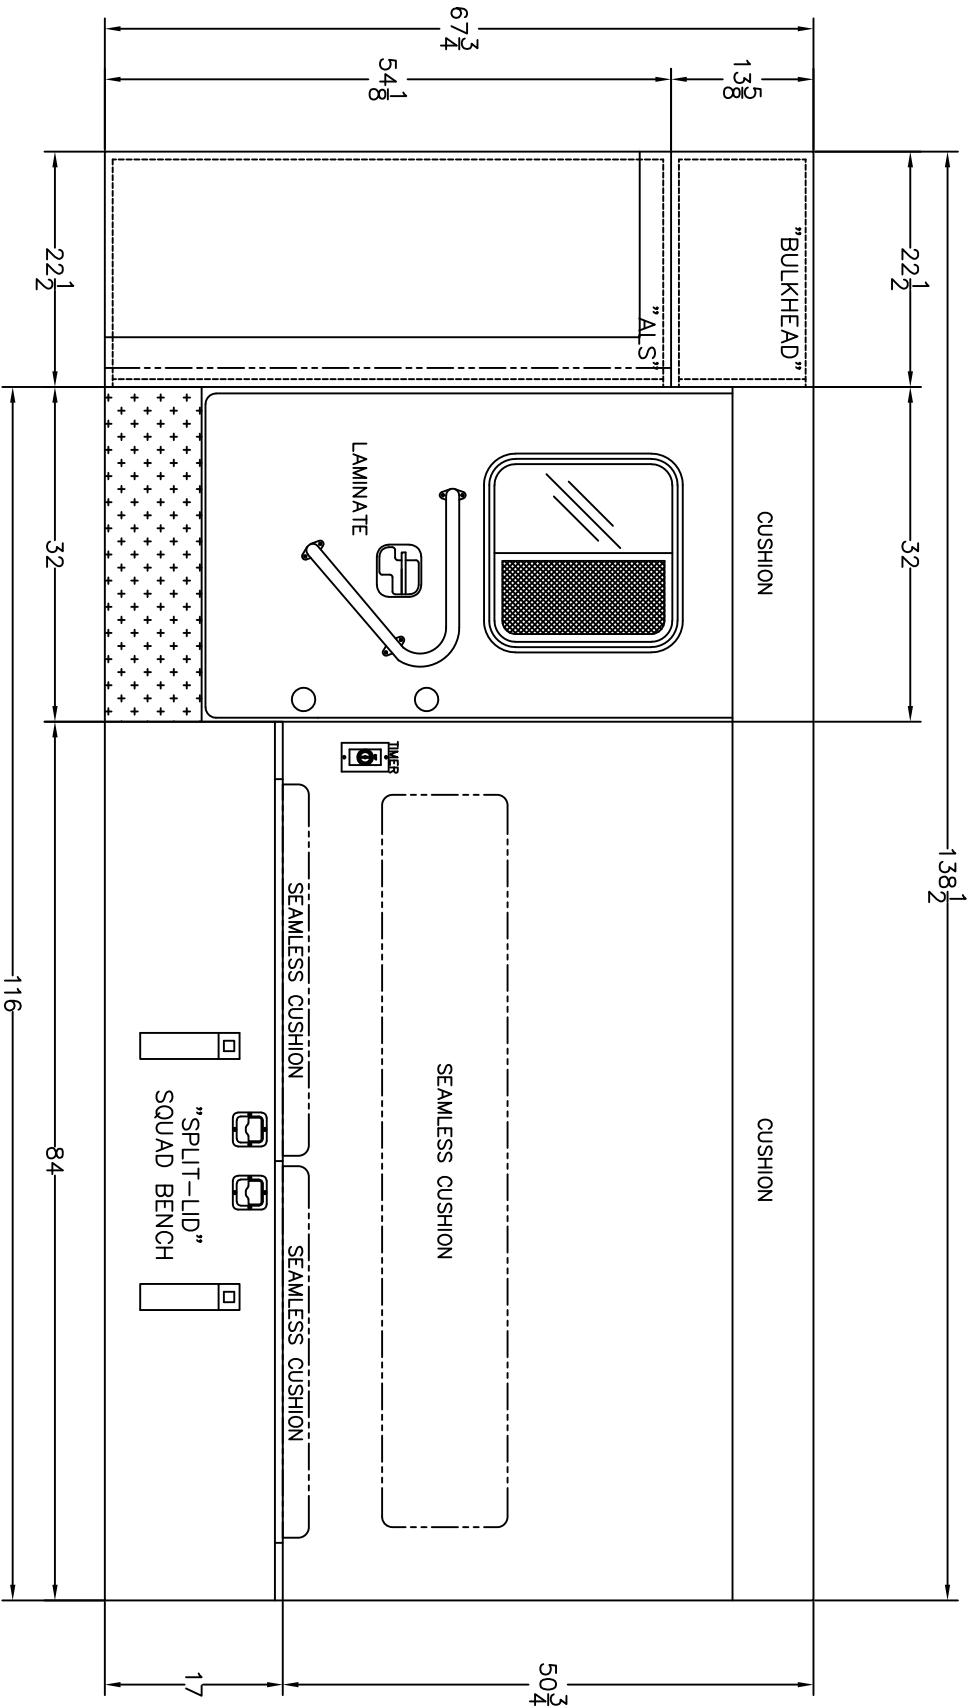 138 1/2
22 1/2
32
13 5/8
67 3/4
54 1/8
"BULKHEAD"
"ALS"
CUSHION
CUSHION
LAMINATE
TIMER
SEAMLESS CUSHION
SEAMLESS CUSHION
SEAMLESS CUSHION
"SPLIT-LID"
SQUAD BENCH
50 3/4
17
22 1/2
32
84
116